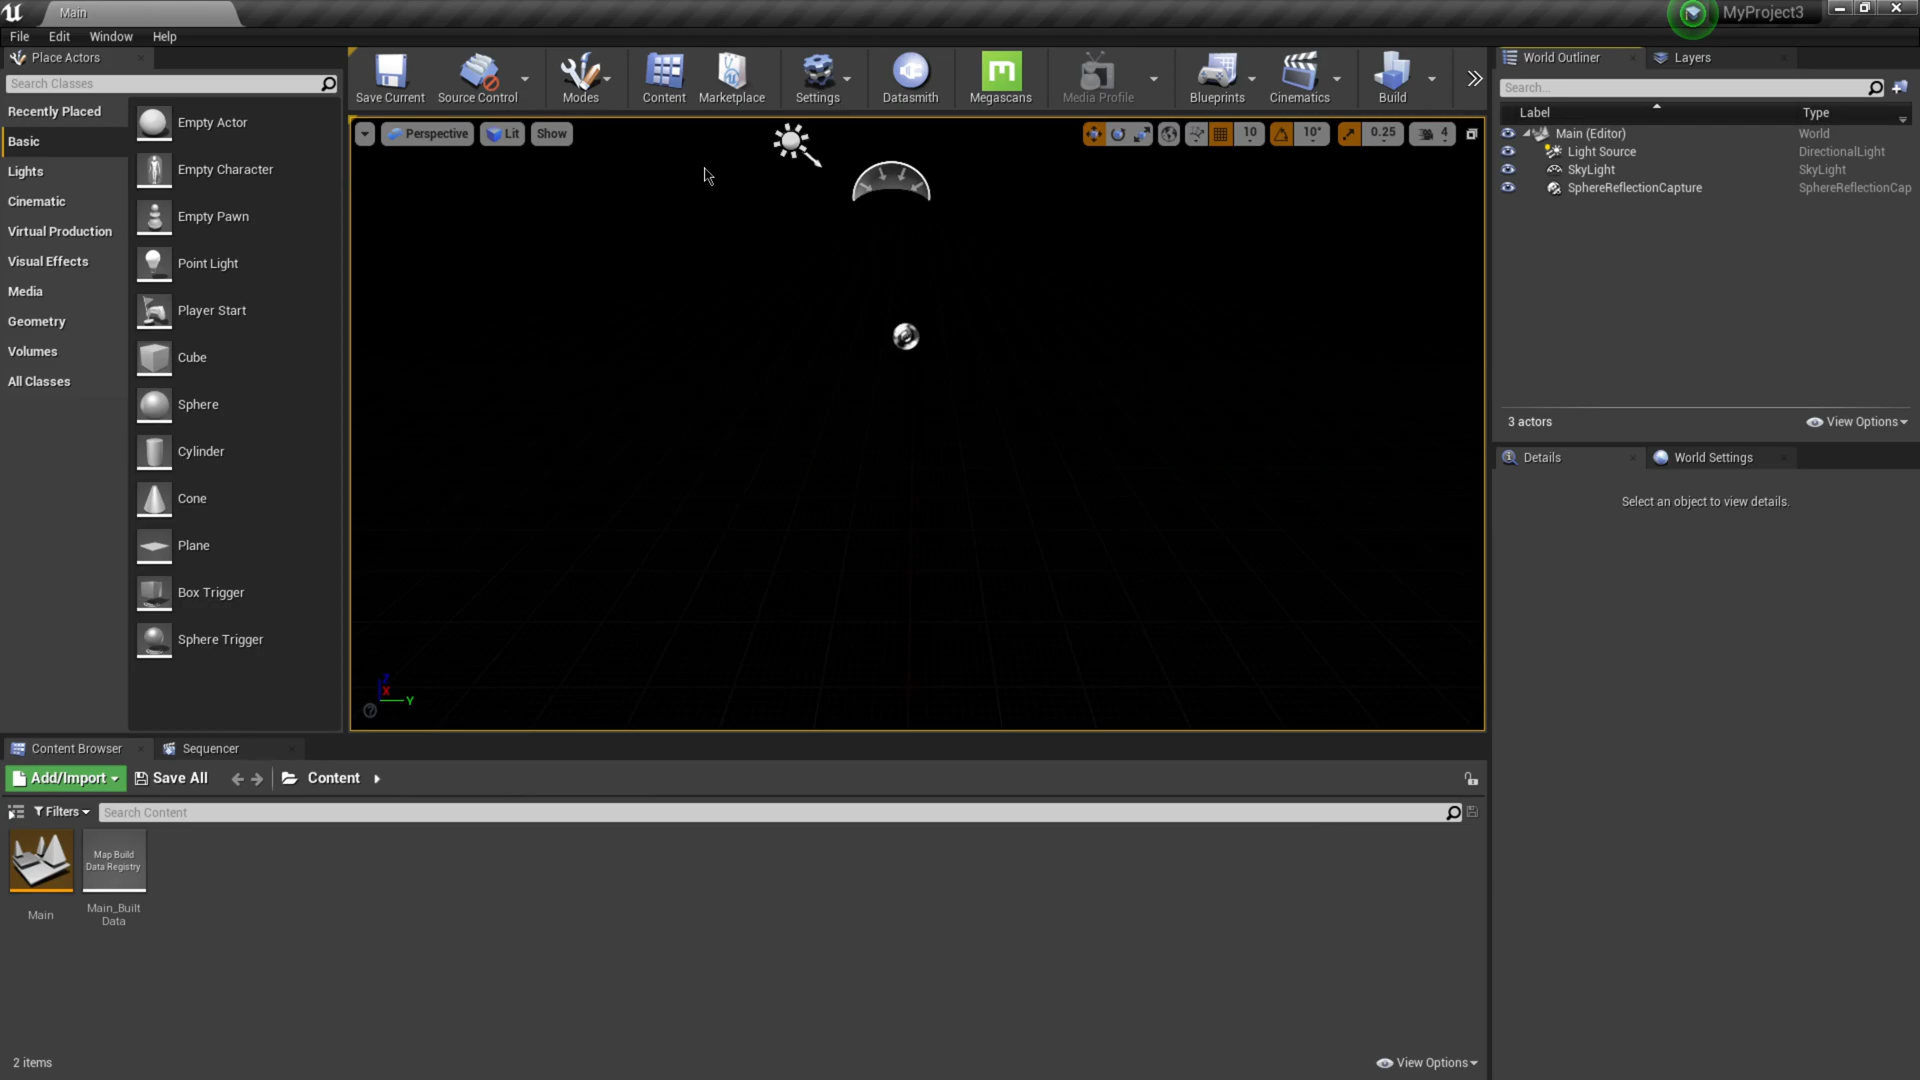 Main
MyProject3
File Edit Window Help
Place Actors
Search Classes
Recently Placed
Basic
Lights
Cinematic
Virtual Production
Visual Effects
Media
Geometry
Volumes
All Classes
Empty Actor
Empty Character
Empty Pawn
Point Light
Player Start
Cube
Sphere
Cylinder
Cone
Plane
Box Trigger
Sphere Trigger
Save Current
Source Control
Modes
Content
Marketplace
Settings
Datasmith
Megascans
Media Profile
Blueprints
Cinematics
Build
Perspective
Lit
Show
10
10°
0.25
4
Z
X
Y
World Outliner
Layers
Search...
Label Type
Main (Editor) World
Light Source DirectionalLight
SkyLight SkyLight
SphereReflectionCapture SphereReflectionCap
3 actors
View Options
Details
World Settings
Select an object to view details.
Content Browser
Sequencer
Add/Import
Save All
Content
Filters
Search Content
Map Build
Data Registry
Main
Main_Built
Data
2 items
View Options